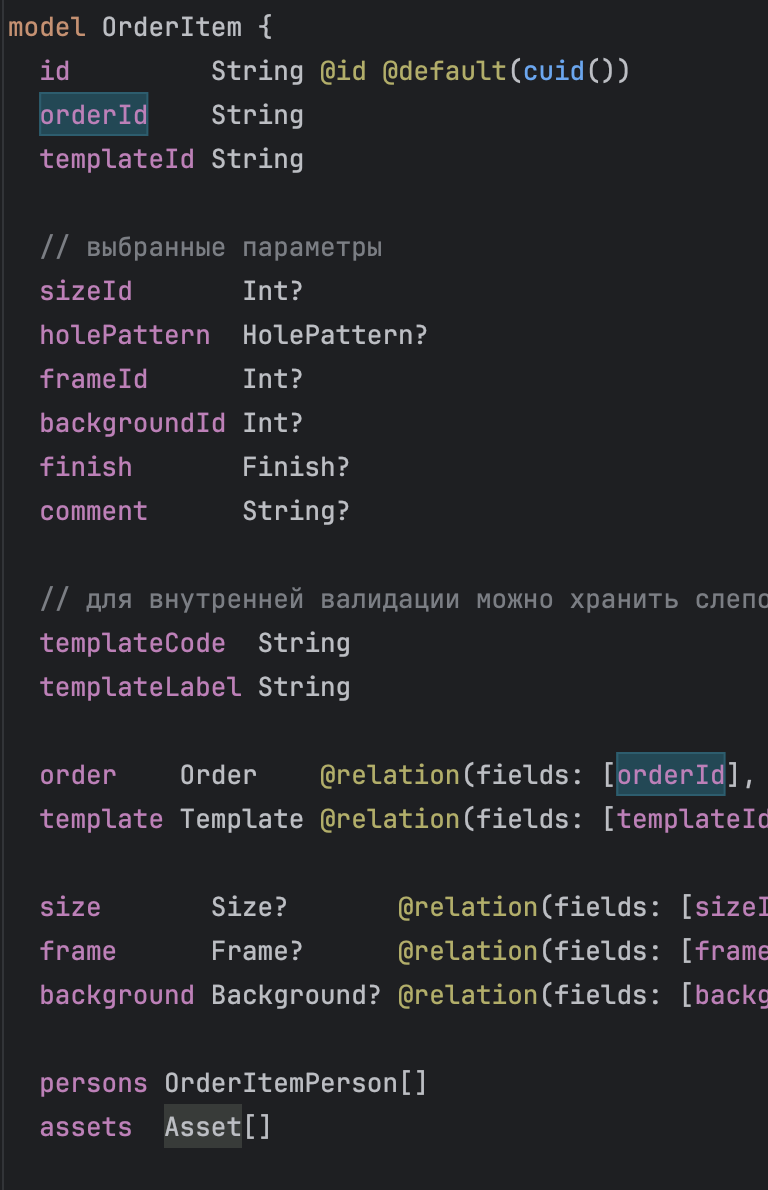 model OrderItem {
id String @id @default(cuid())
orderId String
templateId String
// выбранные параметры
sizeId Int?
holePattern HolePattern?
frameId Int?
backgroundId Int?
finish Finish?
comment String?
// для внутренней валидации можно хранить слепо
templateCode String
templateLabel String
order Order @relation(fields: [orderId],
template Template @relation(fields: [templateId
size Size? @relation(fields: [sizeI
frame Frame? @relation(fields: [frame
background Background? @relation(fields: [backg
persons OrderItemPerson[]
assets Asset[]